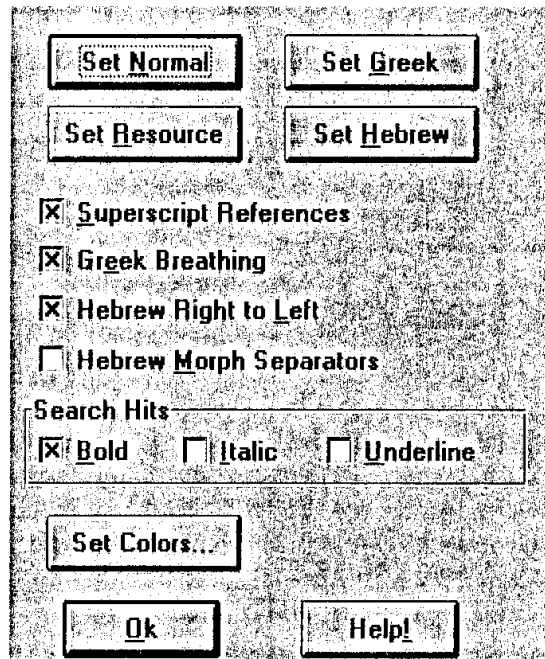 Set Normal Set Greek
Set Resource Set Hebrew
Superscript References
Greek Breathing
Hebrew Right to Left
Hebrew Morph Separators
Search Hits
Bold Italic Underline
Set Colors...
Ok Help!